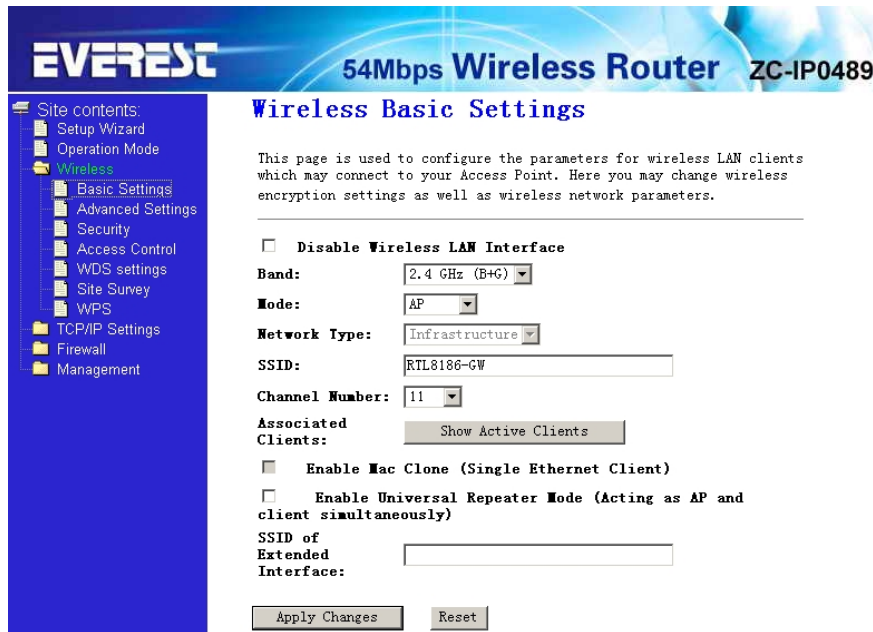 EVEREST
54Mbps Wireless Router ZC-IP0489
Site contents:
Setup Wizard
Operation Mode
Wireless
Basic Settings
Advanced Settings
Security
Access Control
WDS settings
Site Survey
WPS
TCP/IP Settings
Firewall
Management
Wireless Basic Settings
This page is used to configure the parameters for wireless LAN clients
which may connect to your Access Point. Here you may change wireless
encryption settings as well as wireless network parameters.
Disable Wireless LAN Interface
Band: 2.4 GHz (B+G)
Mode: AP
Network Type: Infrastructure
SSID: RTL8186-GW
Channel Number: 11
Associated
Clients: Show Active Clients
Enable Mac Clone (Single Ethernet Client)
Enable Universal Repeater Mode (Acting as AP and
client simultaneously)
SSID of
Extended
Interface:
Apply Changes Reset